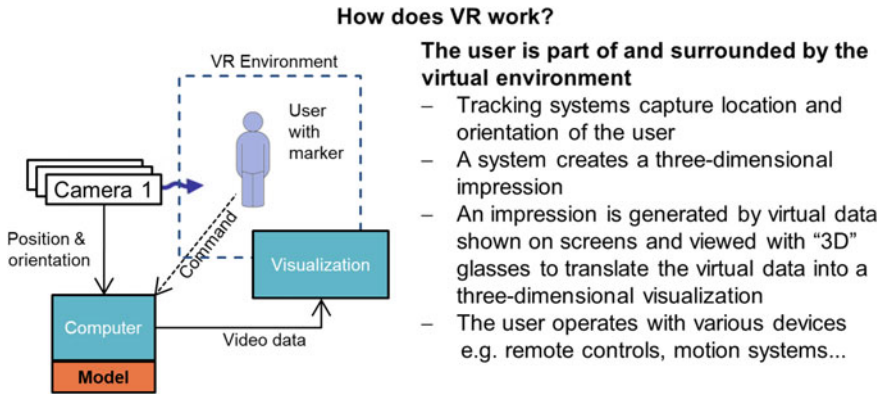 How does VR work?
VR Environment
User
with
marker
Camera 1
Position &
orientation
Command
Visualization
Computer
Video data
Model
The user is part of and surrounded by the
virtual environment
– Tracking systems capture location and
orientation of the user
– A system creates a three-dimensional
impression
– An impression is generated by virtual data
shown on screens and viewed with “3D”
glasses to translate the virtual data into a
three-dimensional visualization
– The user operates with various devices
e.g. remote controls, motion systems...